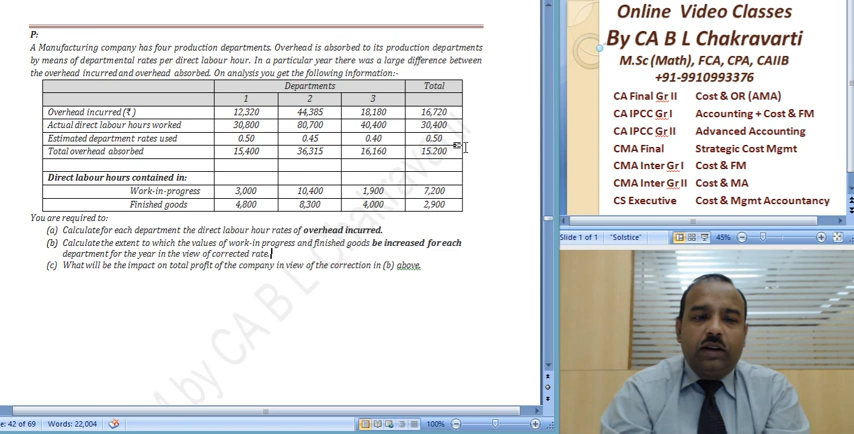 P:
A Manufacturing company has four production departments. Overhead is absorbed to its production departments
by means of departmental rates per direct labour hour. In a particular year there was a large difference between
the overhead incurred and overhead absorbed. On analysis you get the following information:-
Departments Total
1 2 3
Overhead incurred (₹ ) 12,320 44,385 18,180 16,720
Actual direct labour hours worked 30,800 80,700 40,400 30,400
Estimated department rates used 0.50 0.45 0.40 0.50
Total overhead absorbed 15,400 36,315 16,160 15.200
Direct labour hours contained in:
Work-in-progress 3,000 10,400 1,900 7,200
Finished goods 4,800 8,300 4,000 2,900
You are required to:
(a) Calculate for each department the direct labour hour rates of overhead incurred.
(b) Calculate the extent to which the values of work-in progress and finished goods be increased for each
department for the year in the view of corrected rate.
(c) What will be the impact on total profit of the company in view of the correction in (b) above.
by CA B L Chakravarti
e: 42 of 69 Words: 22,004 100%
Online Video Classes
By CA B L Chakravarti
M.Sc (Math), FCA, CPA, CAIIB
+91-9910993376
CA Final Gr II Cost & OR (AMA)
CA IPCC Gr I Accounting + Cost & FM
CA IPCC Gr II Advanced Accounting
CMA Final Strategic Cost Mgmt
CMA Inter Gr I Cost & FM
CMA Inter Gr II Cost & MA
CS Executive Cost & Mgmt Accountancy
Slide 1 of 1 "Solstice" 45%